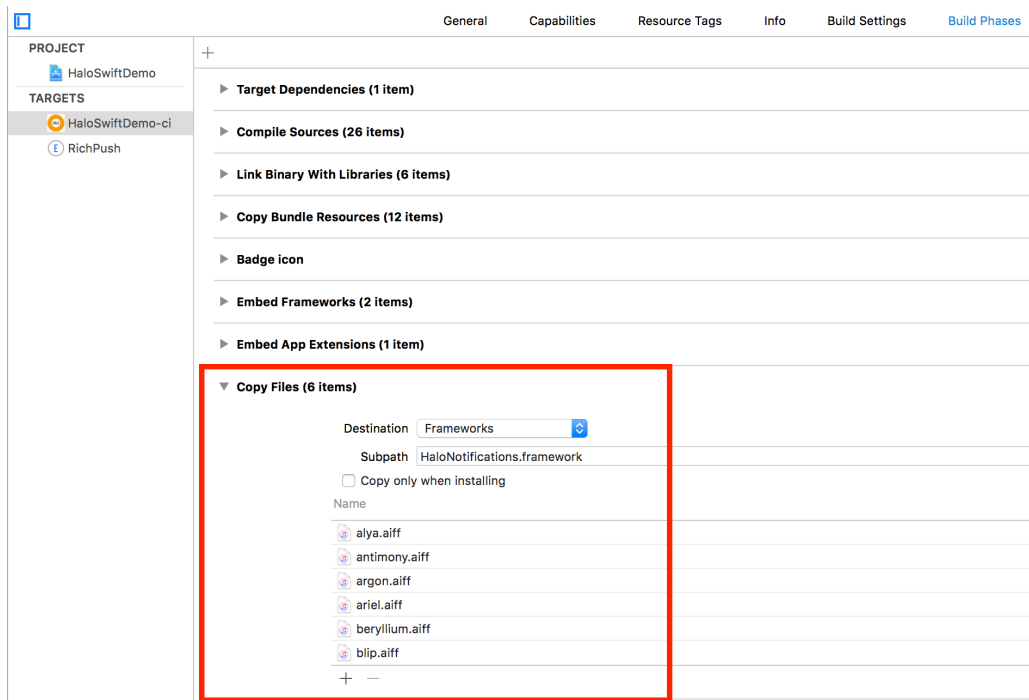 General Capabilities Resource Tags Info Build Settings Build Phases
PROJECT
HaloSwiftDemo
TARGETS
HaloSwiftDemo-ci
E RichPush
Target Dependencies (1 item)
Compile Sources (26 items)
Link Binary With Libraries (6 items)
Copy Bundle Resources (12 items)
Badge icon
Embed Frameworks (2 items)
Embed App Extensions (1 item)
Copy Files (6 items)
Destination Frameworks
Subpath HaloNotifications.framework
Copy only when installing
Name
alya.aiff
antimony.aiff
argon.aiff
ariel.aiff
beryllium.aiff
blip.aiff